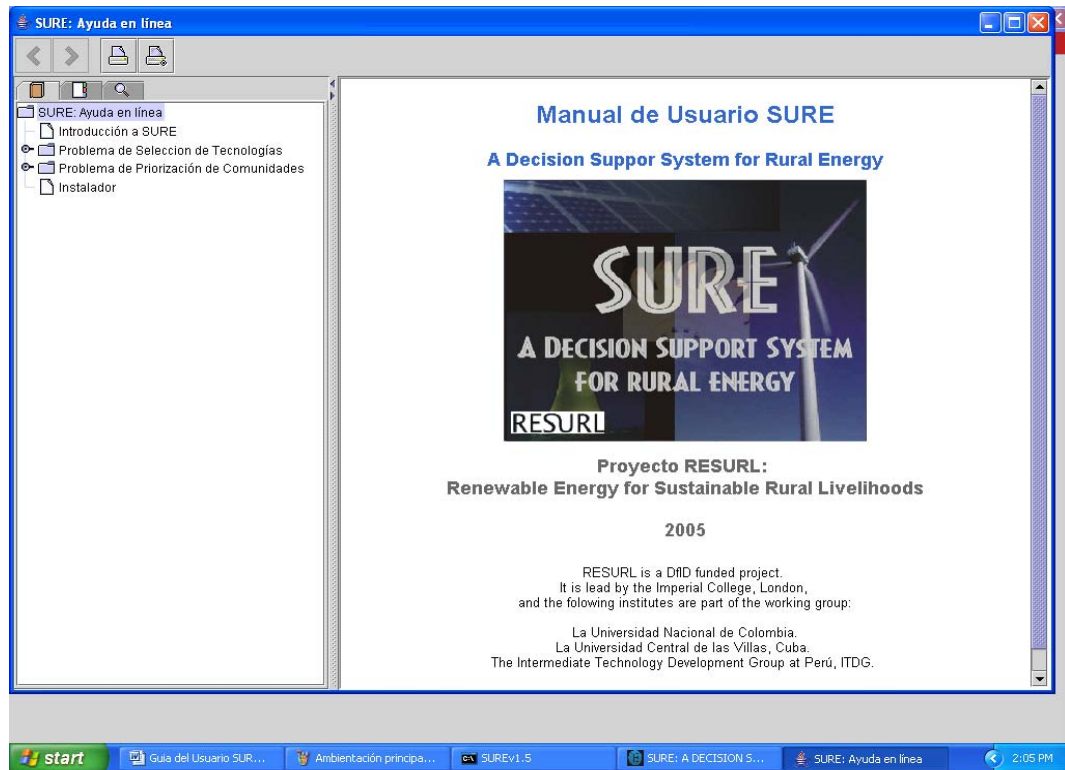 SURE: Ayuda en línea
SURE: Ayuda en línea
Introducción a SURE
Problema de Seleccion de Tecnologías
Problema de Priorización de Comunidades
Instalador
Manual de Usuario SURE
A Decision Suppor System for Rural Energy
SURE
A DECISION SUPPORT SYSTEM
FOR RURAL ENERGY
RESURL
Proyecto RESURL:
Renewable Energy for Sustainable Rural Livelihoods
2005
RESURL is a DfID funded project.
It is lead by the Imperial College, London,
and the folowing institutes are part of the working group:
La Universidad Nacional de Colombia.
La Universidad Central de las Villas, Cuba.
The Intermediate Technology Development Group at Perú, ITDG.
start
Guia del Usuario SUR...
Ambientación principa...
SUREv1.5
SURE: A DECISION S...
SURE: Ayuda en línea
2:05 PM